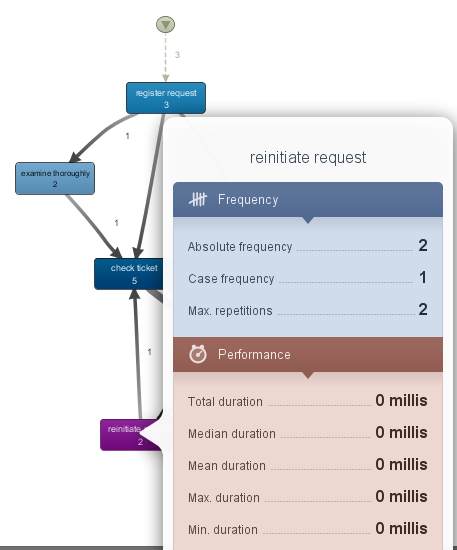 3
register request
3
1
examine thoroughly
2
1
check ticket
5
1
reinitiate
2
reinitiate request
Frequency
Absolute frequency 2
Case frequency 1
Max. repetitions 2
Performance
Total duration 0 millis
Median duration 0 millis
Mean duration 0 millis
Max. duration 0 millis
Min. duration 0 millis